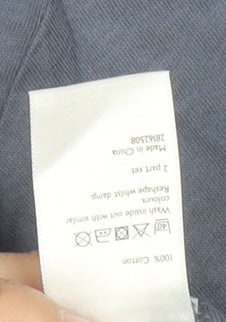 100% Cotton
40
Wash inside out with similar
colours
Reshape whilst damp
2 part set
Made in China
28162508